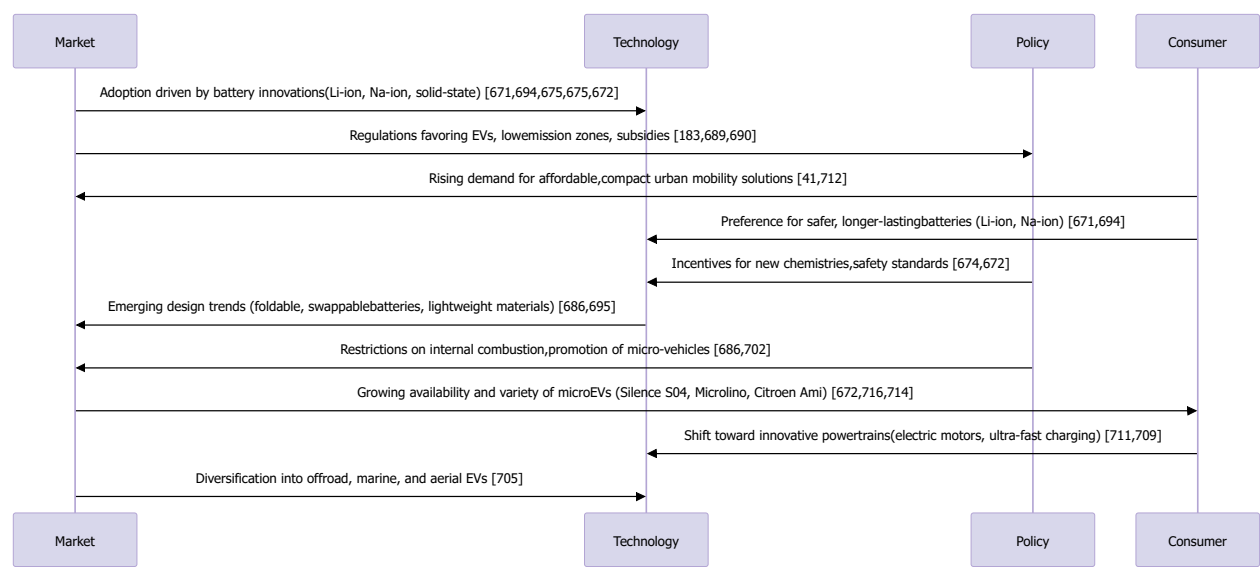 Market
Technology
Policy
Consumer
Adoption driven by battery innovations(Li-ion, Na-ion, solid-state) [671,694,675,675,672]
Regulations favoring EVs, lowemission zones, subsidies [183,689,690]
Rising demand for affordable,compact urban mobility solutions [41,712]
Preference for safer, longer-lastingbatteries (Li-ion, Na-ion) [671,694]
Incentives for new chemistries,safety standards [674,672]
Emerging design trends (foldable, swappablebatteries, lightweight materials) [686,695]
Restrictions on internal combustion,promotion of micro-vehicles [686,702]
Growing availability and variety of microEVs (Silence S04, Microlino, Citroen Ami) [672,716,714]
Shift toward innovative powertrains(electric motors, ultra-fast charging) [711,709]
Diversification into offroad, marine, and aerial EVs [705]
Market
Technology
Policy
Consumer